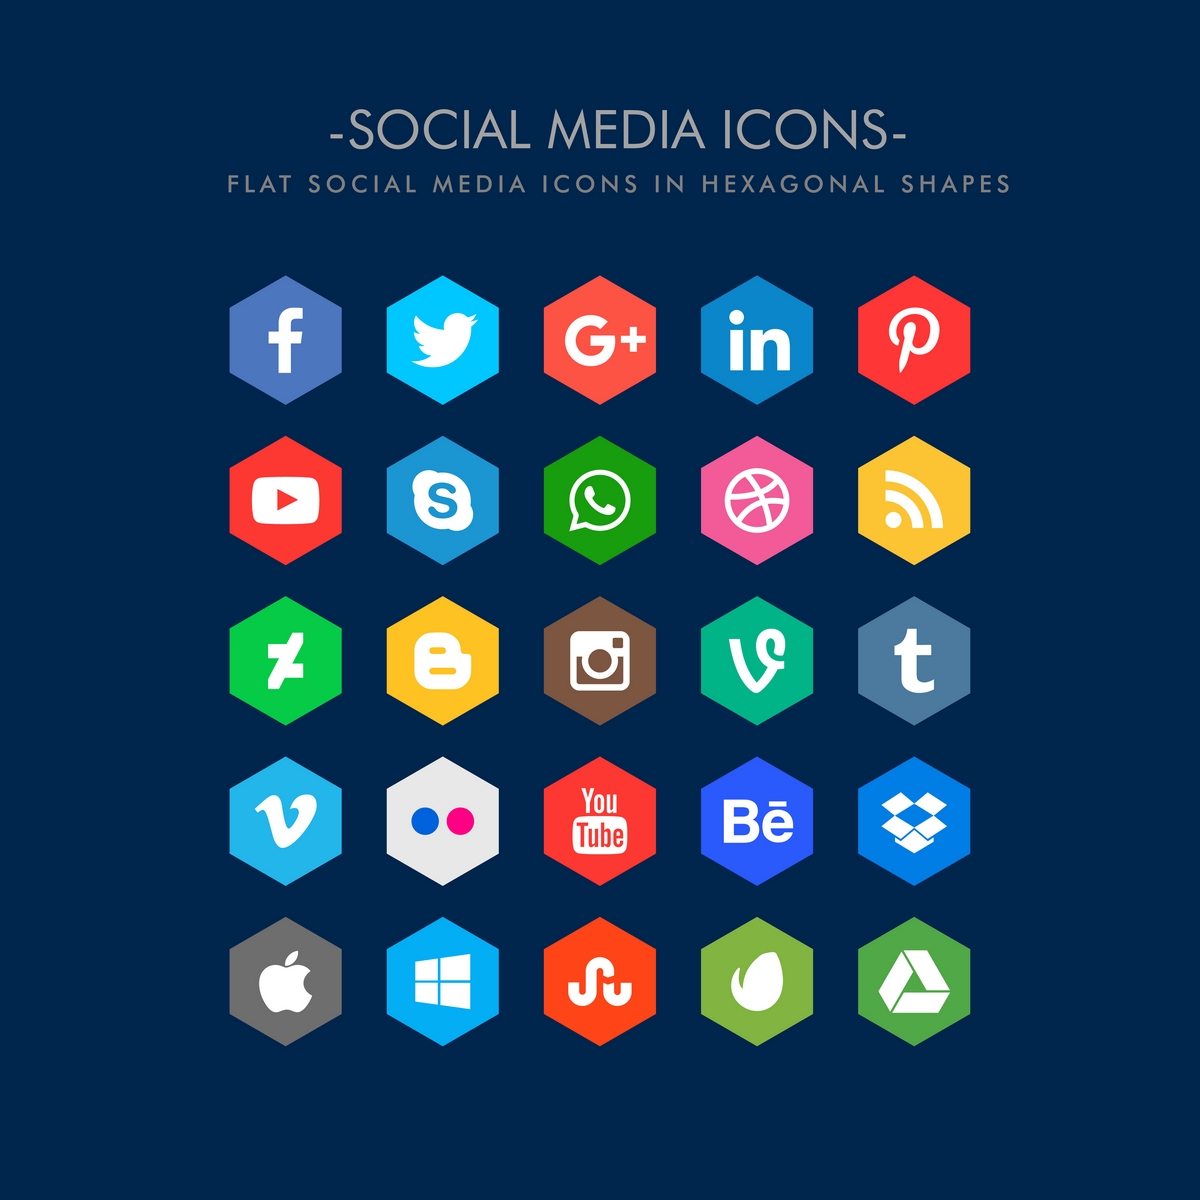 -SOCIAL MEDIA ICONS-
FLAT SOCIAL MEDIA ICONS IN HEXAGONAL SHAPES
f G+ in
S
t
You
Tube Bē